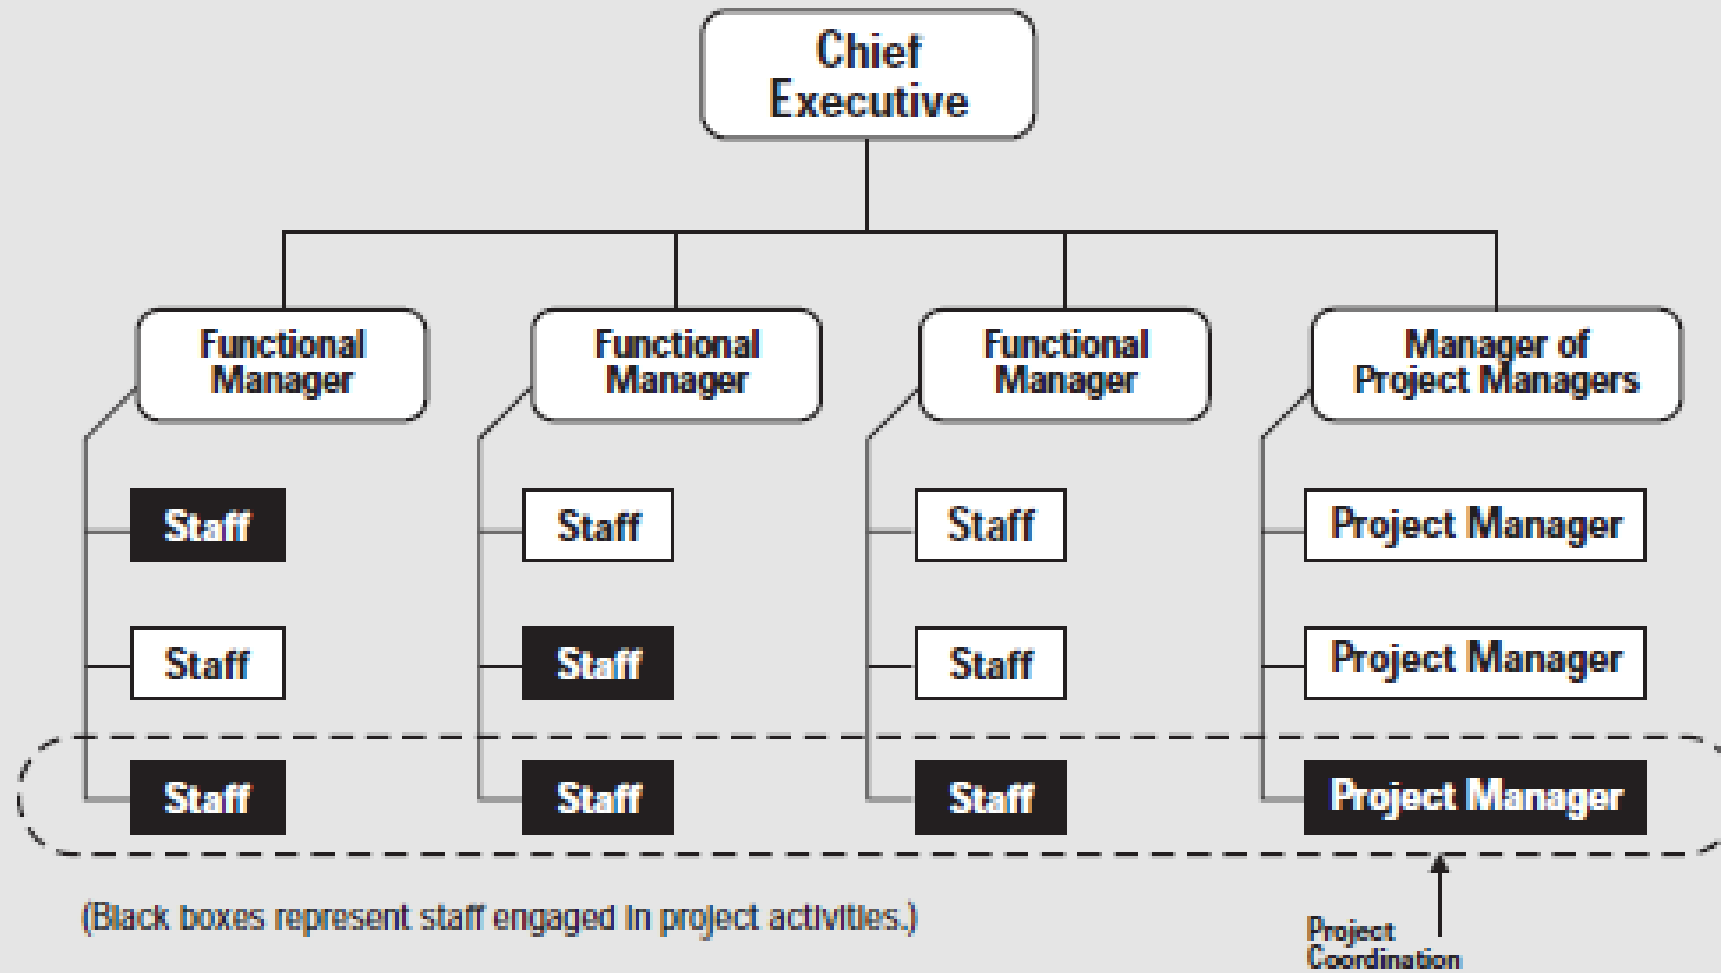 Chief
Executive
Functional
Manager
Functional
Manager
Functional
Manager
Manager of
Project Managers
Staff
Staff
Staff
Project Manager
Staff
Staff
Staff
Project Manager
Staff
Staff
Staff
Project Manager
(Black boxes represent staff engaged in project activities.)
Project
Coordination